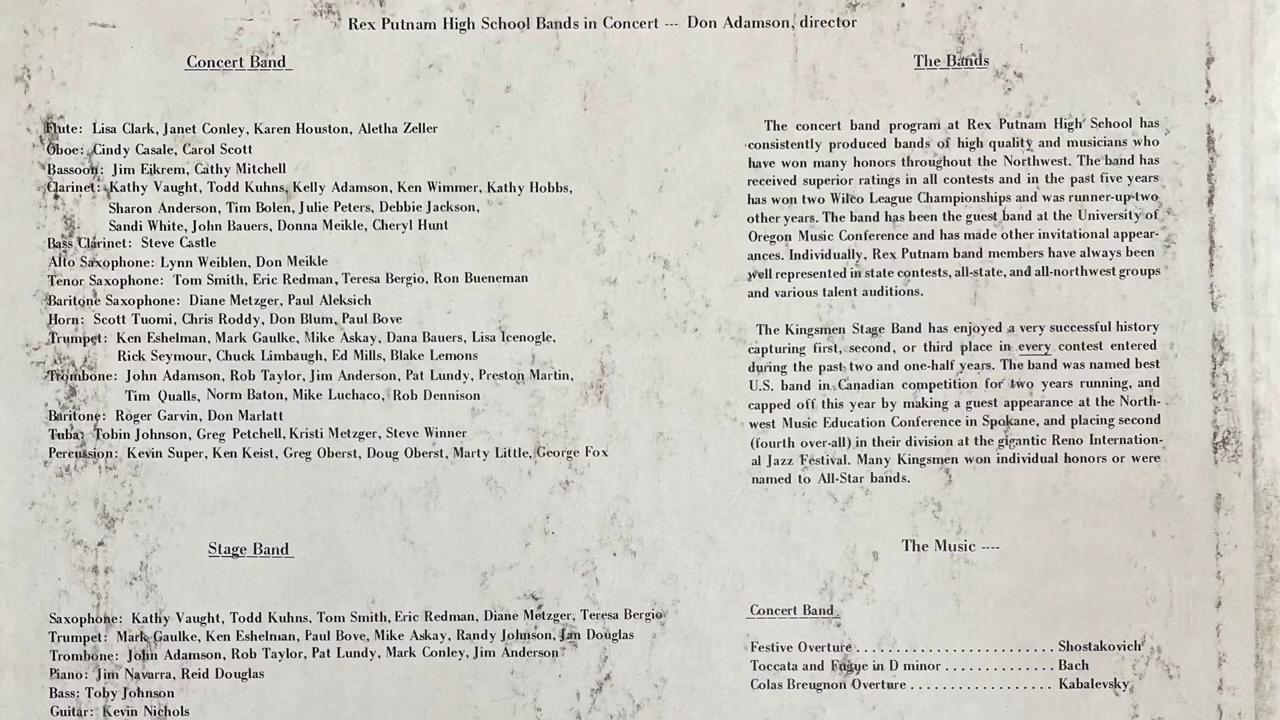 Rex Putnam High School Bands in Concert --- Don Adamson, director
Concert Band
Flute: Lisa Clark, Janet Conley, Karen Houston, Aletha Zeller
Oboe: Cindy Casale, Carol Scott
Bassoon: Jim Eikrem, Cathy Mitchell
Clarinet: Kathy Vaught, Todd Kuhns, Kelly Adamson, Ken Wimmer, Kathy Hobbs,
Sharon Anderson, Tim Bolen, Julie Peters, Debbie Jackson,
Sandi White, John Bauers, Donna Meikle, Cheryl Hunt
Bass Clarinet: Steve Castle
Alto Saxophone: Lynn Weiblen, Don Meikle
Tenor Saxophone: Tom Smith, Eric Redman, Teresa Bergio, Ron Bueneman
Baritone Saxophone: Diane Metzger, Paul Aleksich
Horn: Scott Tuomi, Chris Roddy, Don Blum, Paul Bove
Trumpet: Ken Eshelman, Mark Gaulke, Mike Askay, Dana Bauers, Lisa Icenogle,
Rick Seymour, Chuck Limbaugh, Ed Mills, Blake Lemons
Trombone: John Adamson, Rob Taylor, Jim Anderson, Pat Lundy, Preston Martin,
Tim Qualls, Norm Baton, Mike Luchaco, Rob Dennison
Baritone: Roger Garvin, Don Marlatt
Tuba: Tobin Johnson, Greg Petchell, Kristi Metzger, Steve Winner
Percussion: Kevin Super, Ken Keist, Greg Oberst, Doug Oberst, Marty Little, George Fox
Stage Band
Saxophone: Kathy Vaught, Todd Kuhns, Tom Smith, Eric Redman, Diane Metzger, Teresa Bergio
Trumpet: Mark Gaulke, Ken Eshelman, Paul Bove, Mike Askay, Randy Johnson, Jan Douglas
Trombone: John Adamson, Rob Taylor, Pat Lundy, Mark Conley, Jim Anderson
Piano: Jim Navarra, Reid Douglas
Bass: Toby Johnson
Guitar: Kevin Nichols
The Bands
The concert band program at Rex Putnam High School has
consistently produced bands of high quality and musicians who
have won many honors throughout the Northwest. The band has
received superior ratings in all contests and in the past five years
has won two Wilco League Championships and was runner-up two
other years. The band has been the guest band at the University of
Oregon Music Conference and has made other invitational appear-
ances. Individually, Rex Putnam band members have always been
well represented in state contests, all-state, and all-northwest groups
and various talent auditions.
The Kingsmen Stage Band has enjoyed a very successful history
capturing first, second, or third place in every contest entered
during the past two and one-half years. The band was named best
U.S. band in Canadian competition for two years running, and
capped off this year by making a guest appearance at the North-
west Music Education Conference in Spokane, and placing second
(fourth over-all) in their division at the gigantic Reno Internation-
al Jazz Festival. Many Kingsmen won individual honors or were
named to All-Star bands.
The Music ----
Concert Band
Festive Overture . . . . . . . . . . . . . . . . . . . . . . . . . Shostakovich
Toccata and Fugue in D minor . . . . . . . . . . . . . . Bach
Colas Breugnon Overture . . . . . . . . . . . . . . . . . . Kabalevsky